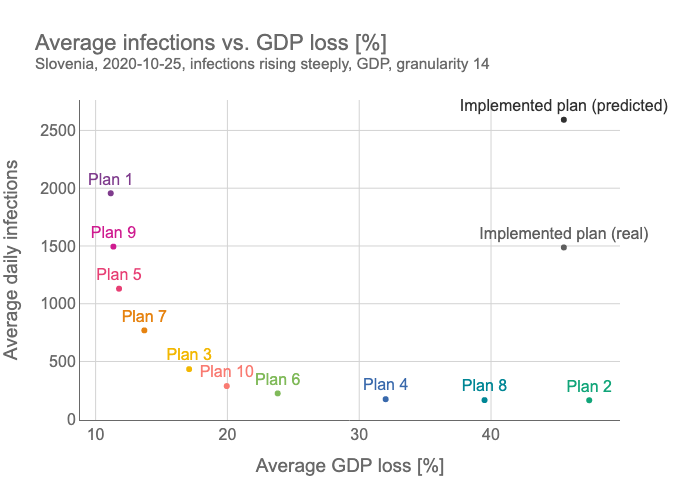 Average infections vs. GDP loss [%]
Slovenia, 2020-10-25, infections rising steeply, GDP, granularity 14
Average daily infections
2500
2000
1500
1000
500
0
10
20
30
40
Average GDP loss [%]
Implemented plan (predicted)
Plan 1
Plan 9
Implemented plan (real)
Plan 5
Plan 7
Plan 3
Plan 10
Plan 6
Plan 4
Plan 8
Plan 2